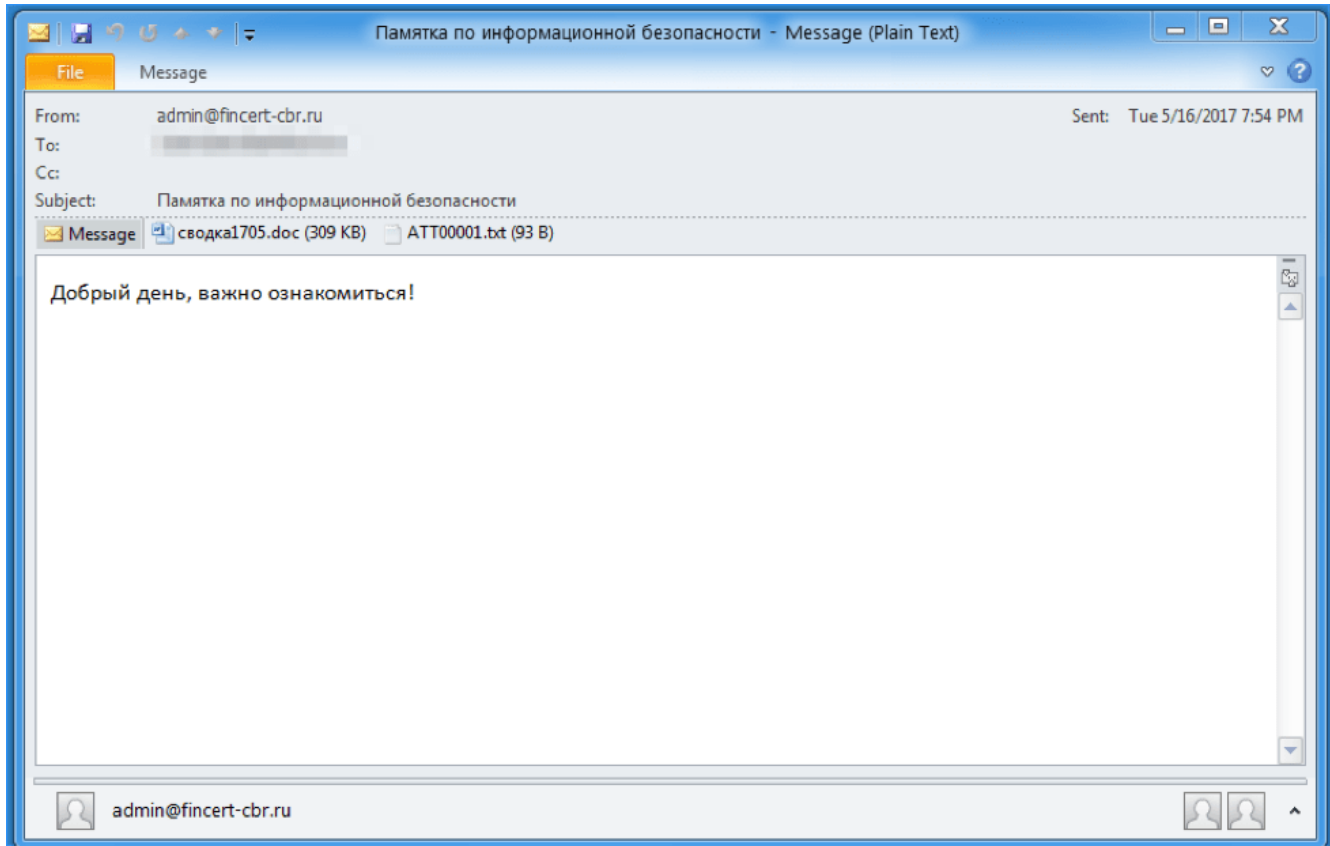 Памятка по информационной безопасности - Message (Plain Text)
File Message
From: admin@fincert-cbr.ru Sent: Tue 5/16/2017 7:54 PM
To:
Cc:
Subject: Памятка по информационной безопасности
Message сводка1705.doc (309 KB) ATT00001.txt (93 B)
Добрый день, важно ознакомиться!
admin@fincert-cbr.ru